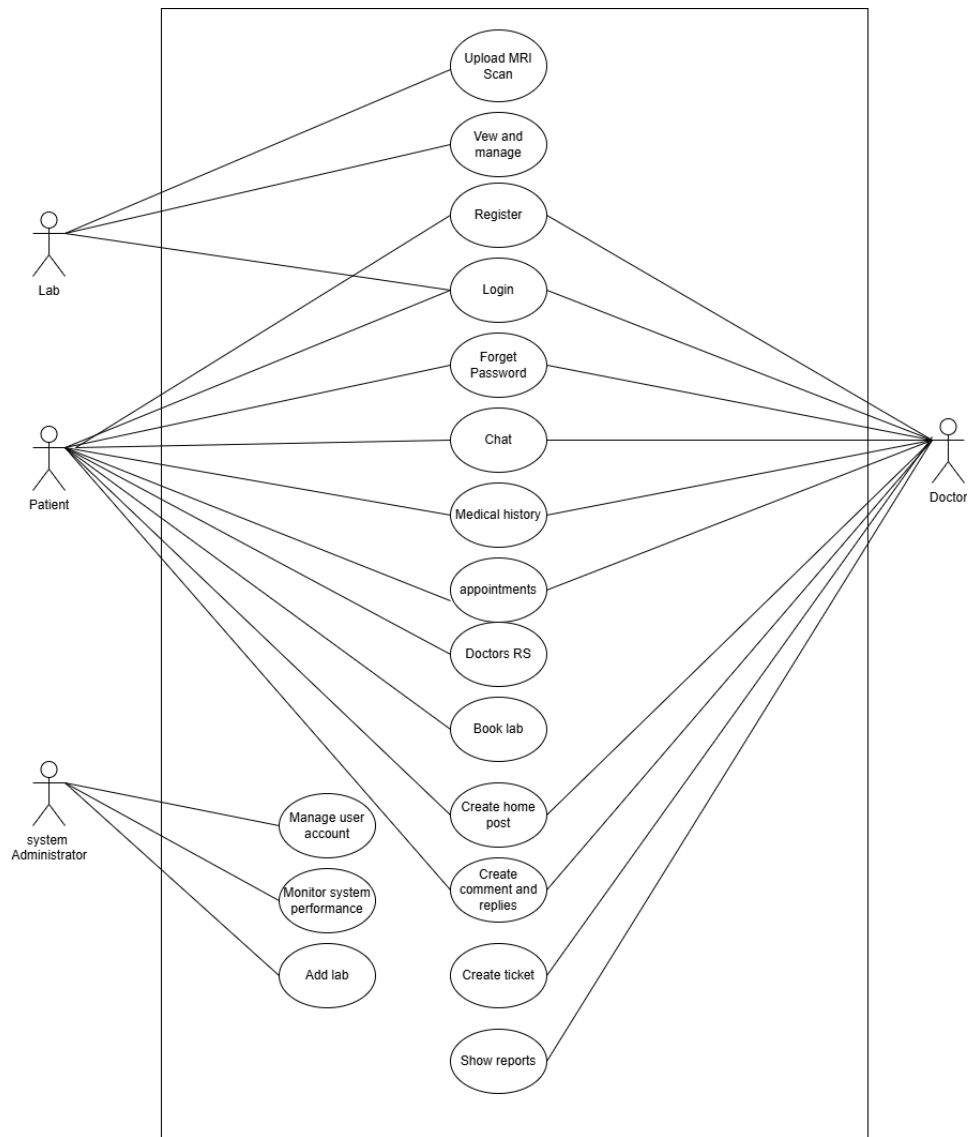 Upload MRI
Scan
Vew and
manage
Register
Lab
Login
Forget
Password
Chat
Patient
Doctor
Medical history
appointments
Doctors RS
Book lab
Create home
post
Manage user
account
system
Administrator
Create
comment and
replies
Monitor system
performance
Add lab
Create ticket
Show reports